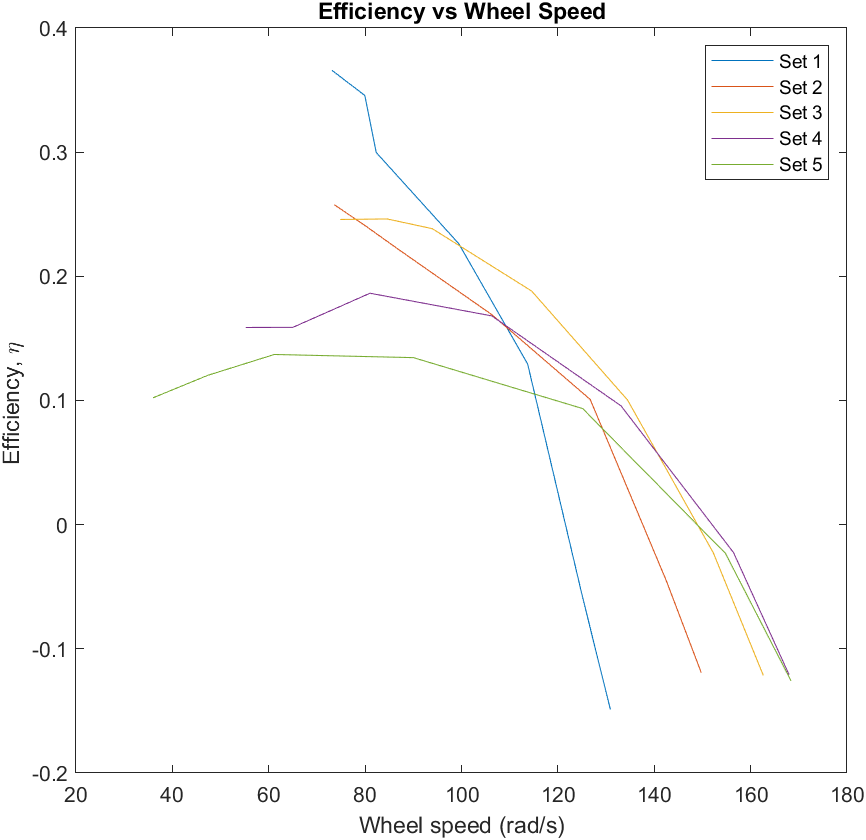 Efficiency vs Wheel Speed
0.4
0.3
0.2
0.1
0
-0.1
-0.2
Efficiency, η
Set 1
Set 2
Set 3
Set 4
Set 5
20 40 60 80 100 120 140 160 180
Wheel speed (rad/s)